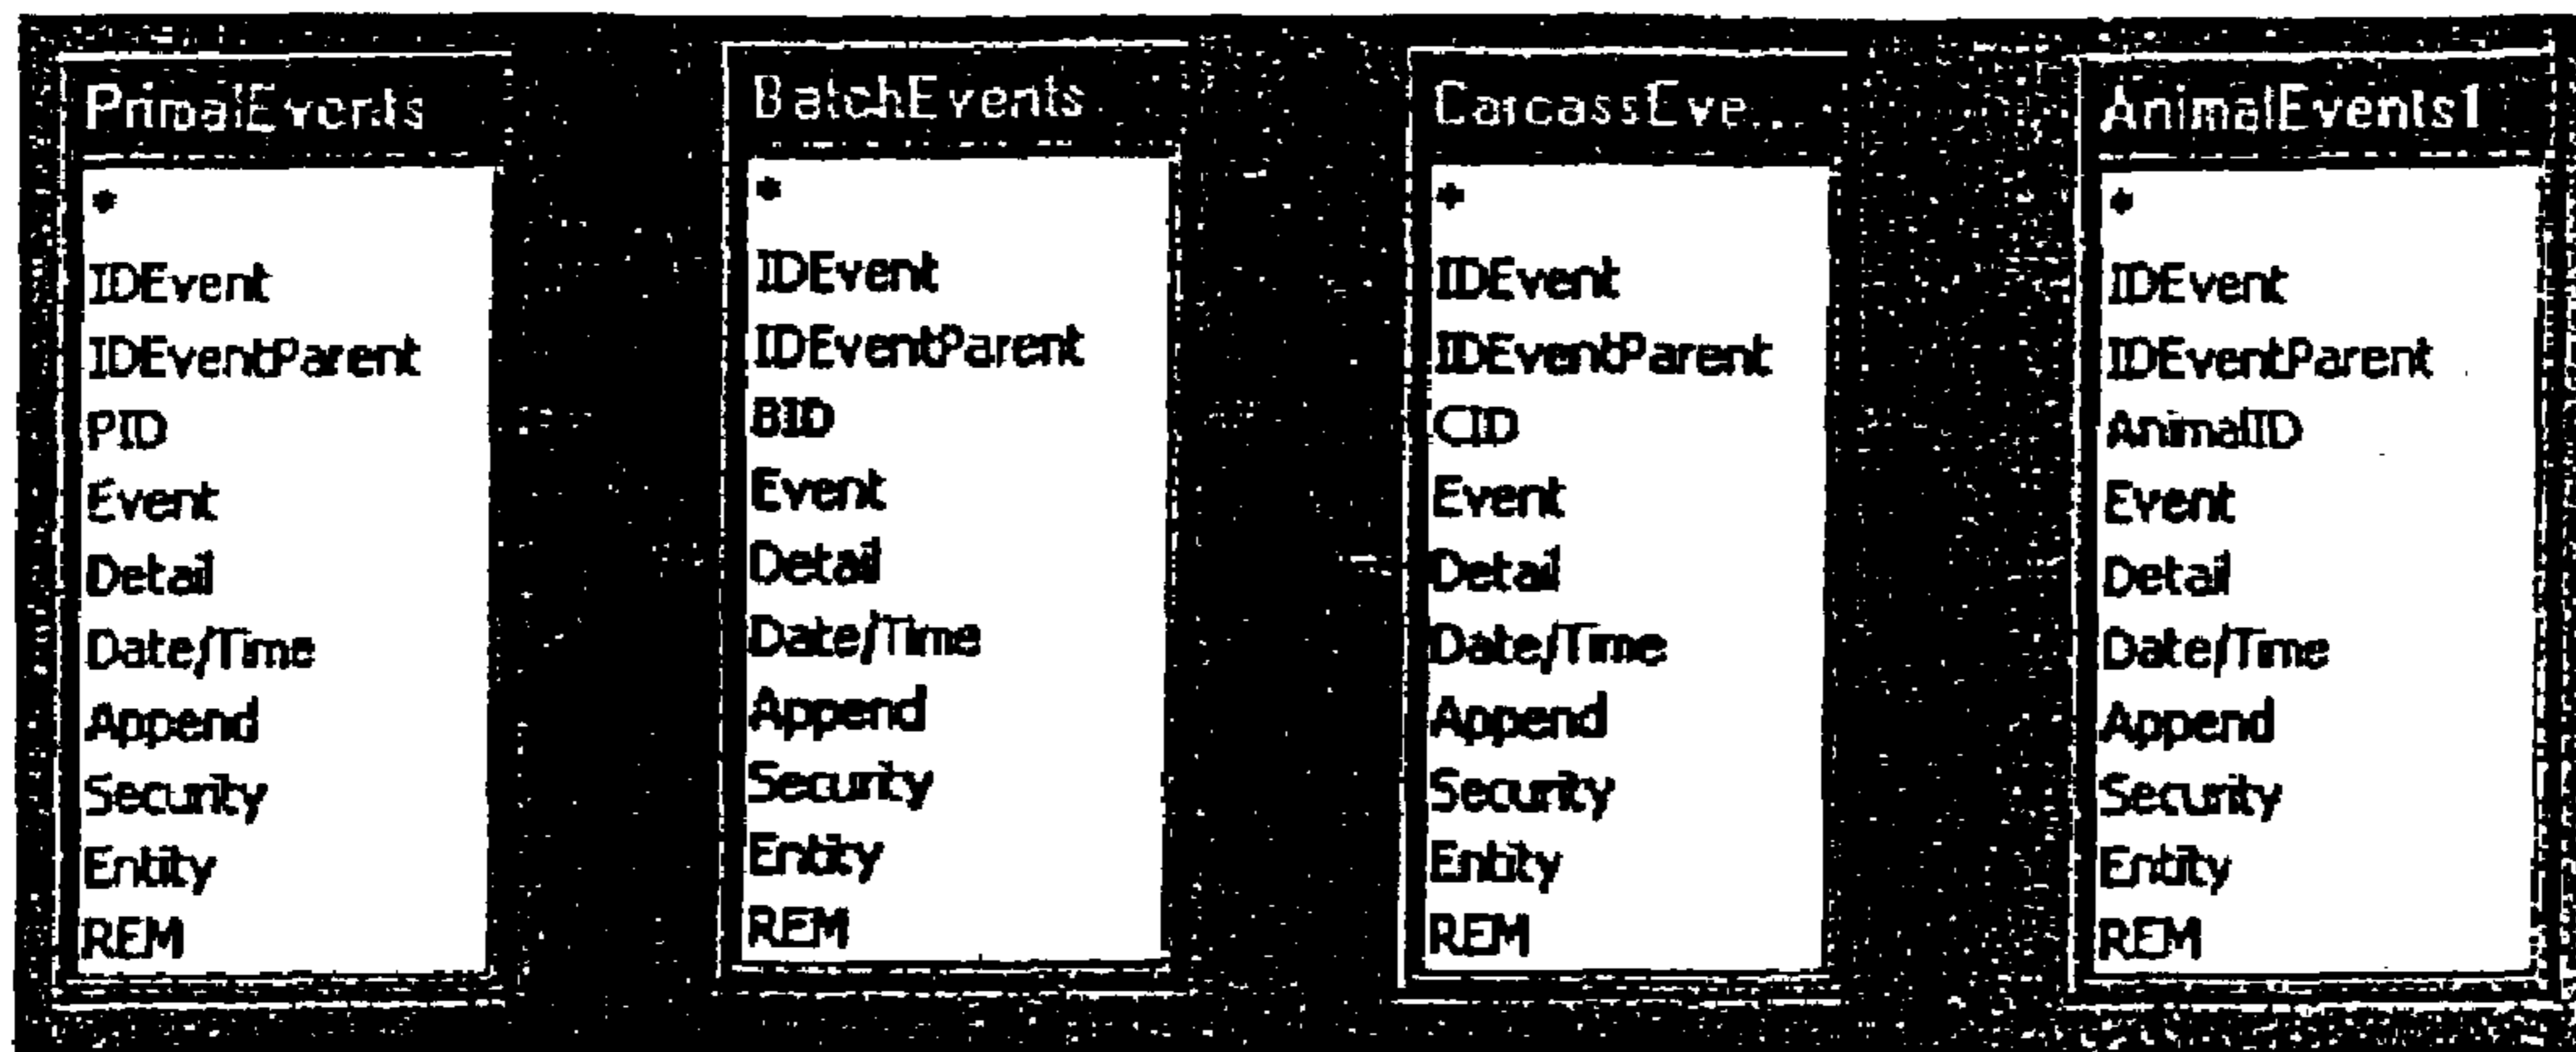 PrimalEvents
*
IDEvent
IDEventParent
PID
Event
Detail
Date/Time
Append
Security
Entity
REM
BatchEvents
*
IDEvent
IDEventParent
BID
Event
Detail
Date/Time
Append
Security
Entity
REM
CarcassEve...
*
IDEvent
IDEventParent
CID
Event
Detail
Date/Time
Append
Security
Entity
REM
AnimalEvents1
*
IDEvent
IDEventParent
AnimalID
Event
Detail
Date/Time
Append
Security
Entity
REM